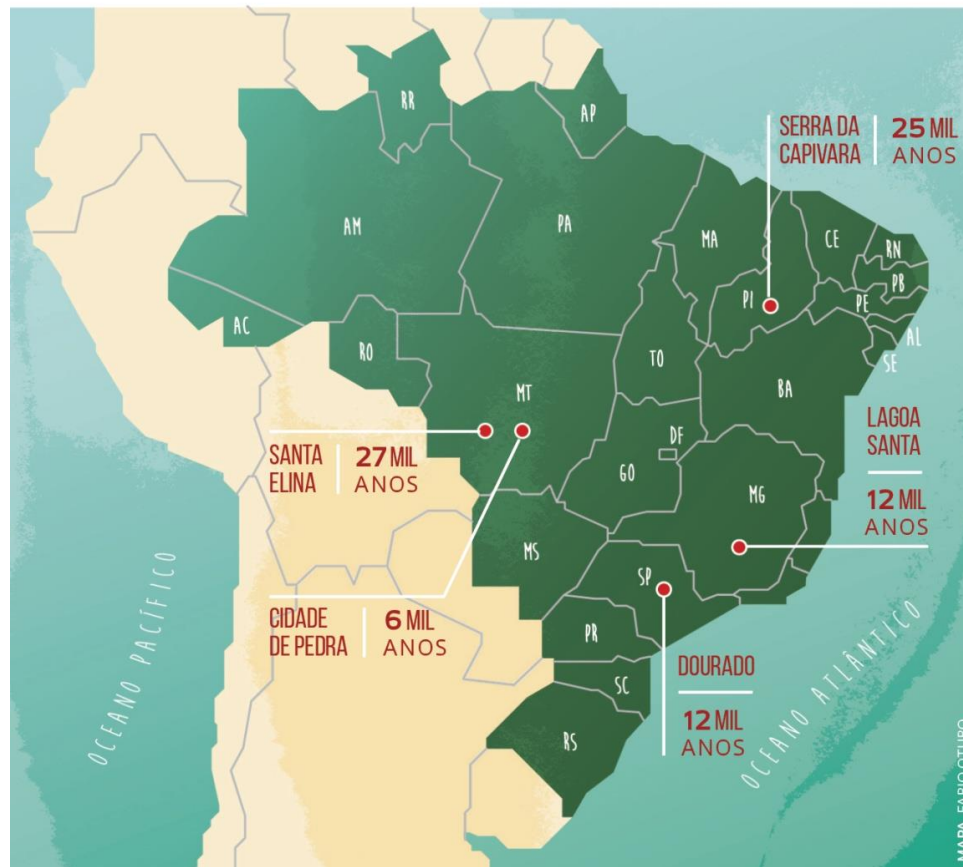 RR
AP
SERRA DA
CAPIVARA
25 MIL
ANOS
AM
PA
MA
CE
RN
PB
PI
PE
AL
SE
AC
RO
TO
BA
MT
LAGOA
SANTA
12 MIL
ANOS
SANTA
ELINA
27 MIL
ANOS
DF
GO
MG
MS
SP
CIDADE
DE PEDRA
6 MIL
ANOS
PR
SC
DOURADO
12 MIL
ANOS
RS
OCEANO PACÍFICO
OCEANO ATLÂNTICO
MAPA FABIO OTUBO